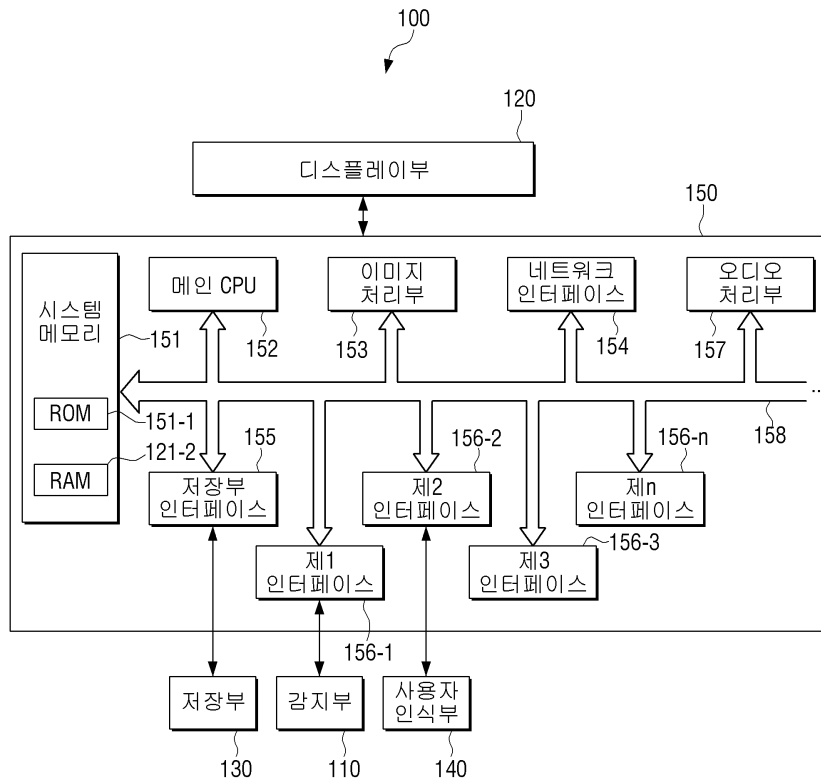 100
120
디스플레이부
150
시스템
메모리
151
ROM
151-1
RAM
121-2
메인 CPU
152
이미지
처리부
153
네트워크
인터페이스
154
오디오
처리부
157
...
158
155
저장부
인터페이스
156-2
제2
인터페이스
156-n
제n
인터페이스
제1
인터페이스
156-1
제3
인터페이스
156-3
저장부
130
감지부
110
사용자
인식부
140